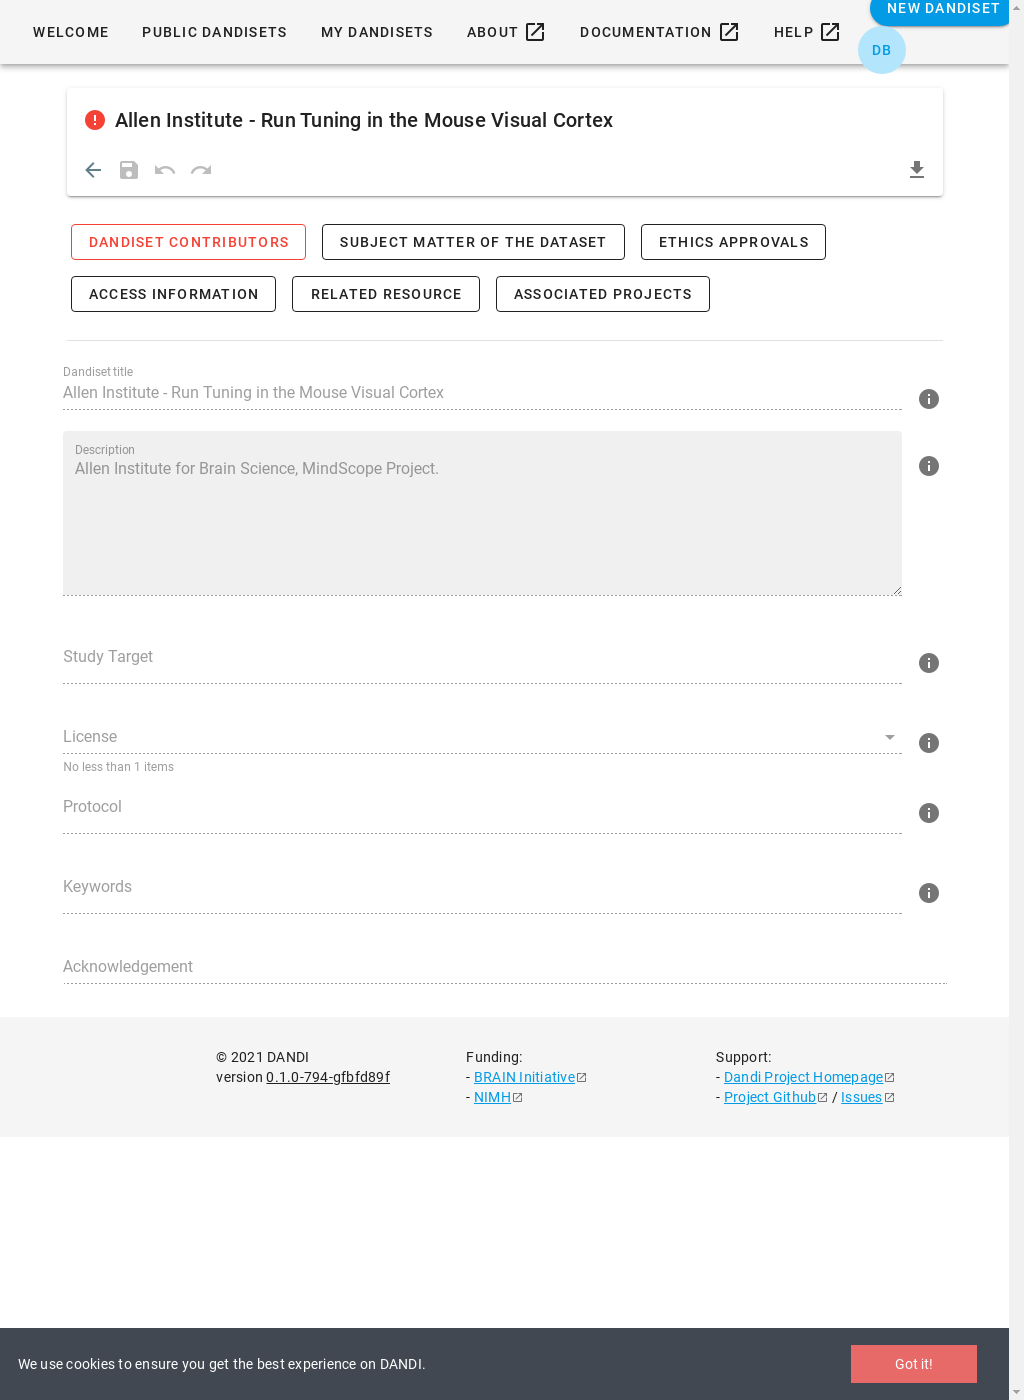 WELCOME PUBLIC DANDISETS MY DANDISETS ABOUT DOCUMENTATION HELP NEW DANDISET
DB
Allen Institute - Run Tuning in the Mouse Visual Cortex
DANDISET CONTRIBUTORS SUBJECT MATTER OF THE DATASET ETHICS APPROVALS
ACCESS INFORMATION RELATED RESOURCE ASSOCIATED PROJECTS
Dandiset title
Allen Institute - Run Tuning in the Mouse Visual Cortex
Description
Allen Institute for Brain Science, MindScope Project.
Study Target
License
No less than 1 items
Protocol
Keywords
Acknowledgement
© 2021 DANDI
version 0.1.0-794-gfbfd89f
Funding:
- BRAIN Initiative
- NIMH
Support:
- Dandi Project Homepage
- Project Github / Issues
We use cookies to ensure you get the best experience on DANDI.
Got it!